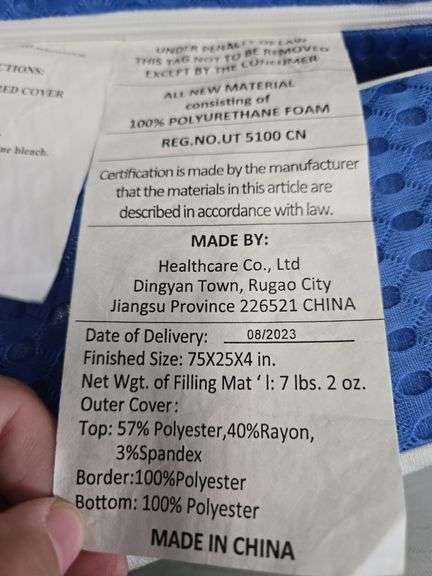 TIONS:
ED COVER
ne bleach.
UNDER PENALTY OF LAW
THIS TAG NOT TO BE REMOVED
EXCEPT BY THE CONSUMER
ALL NEW MATERIAL
consisting of
100% POLYURETHANE FOAM
REG.NO.UT 5100 CN
Certification is made by the manufacturer
that the materials in this article are
described in accordance with law.
MADE BY:
Healthcare Co., Ltd
Dingyan Town, Rugao City
Jiangsu Province 226521 CHINA
Date of Delivery: 08/2023
Finished Size: 75X25X4 in.
Net Wgt. of Filling Mat ' l: 7 lbs. 2 oz.
Outer Cover:
Top: 57% Polyester,40%Rayon,
3%Spandex
Border:100%Polyester
Bottom: 100% Polyester
MADE IN CHINA